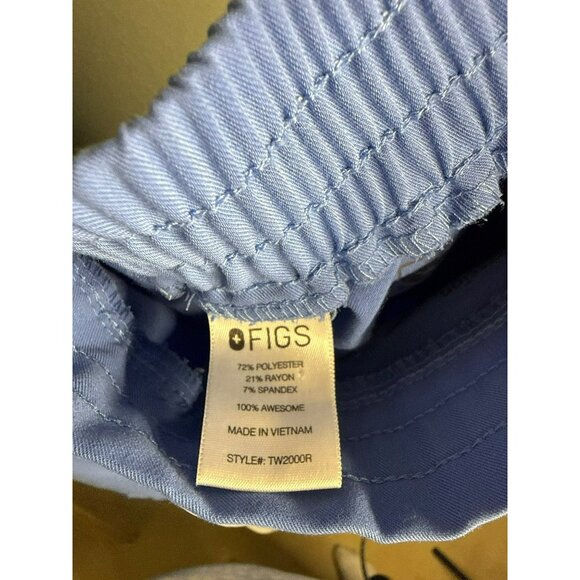 FIGS
72% POLYESTER
21% RAYON
7% SPANDEX
100% AWESOME
MADE IN VIETNAM
STYLE#: TW2000R